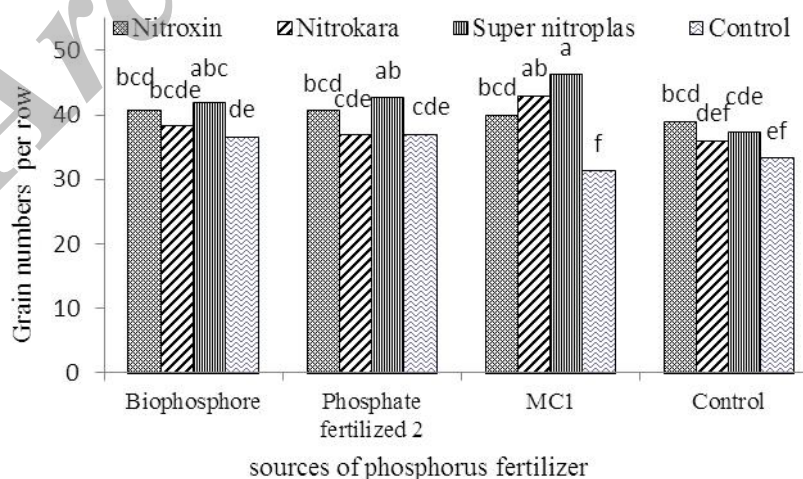 Nitroxin Nitrokara Super nitroplas Control
50
40
30
20
10
0
Grain numbers per row
bcd bcde abc de
bcd cde ab cde
bcd ab a f
bcd def cde ef
Biophosphore Phosphate fertilized 2 MC1 Control
sources of phosphorus fertilizer